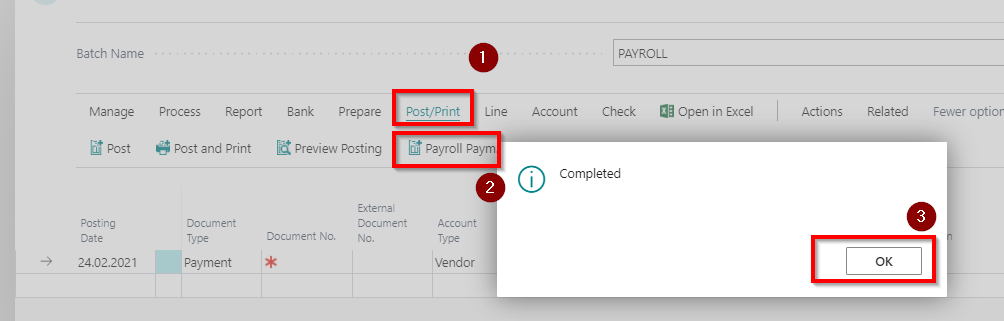 1
Batch Name PAYROLL
Manage Process Report Bank Prepare Post/Print Line Account Check Open in Excel Actions Related Fewer option
Post Post and Print Preview Posting Payroll Paym
Completed
2
3
OK
Posting Date
Document Type
Document No.
External Document No.
Account Type
24.02.2021 Payment * Vendor